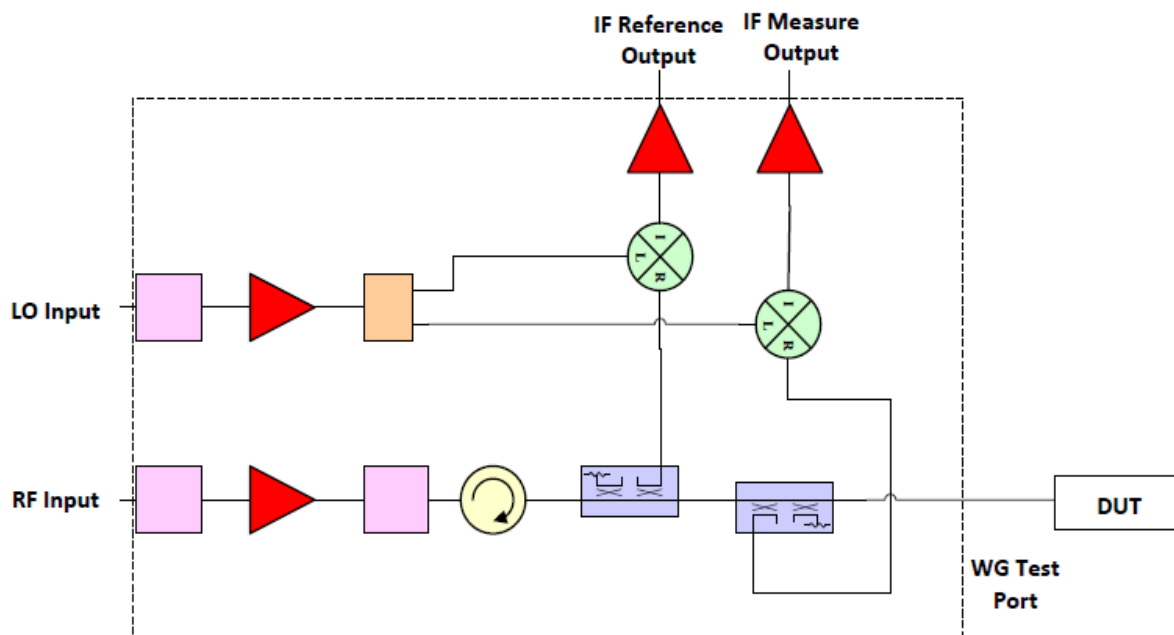 IF Reference
Output
IF Measure
Output
I
L
R
I
L
R
LO Input
RF Input
DUT
WG Test
Port